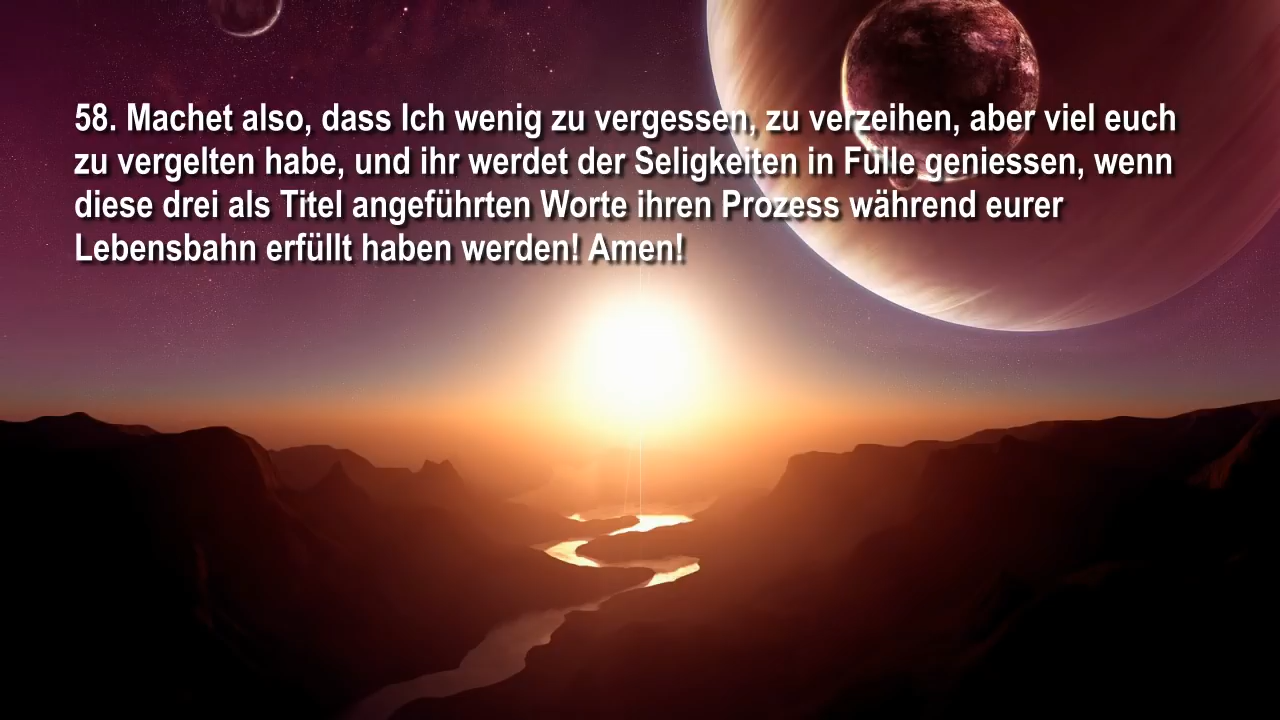 58. Machet also, dass Ich wenig zu vergessen, zu verzeihen, aber viel euch
zu vergelten habe, und ihr werdet der Seligkeiten in Fülle geniessen, wenn
diese drei als Titel angeführten Worte ihren Prozess während eurer
Lebensbahn erfüllt haben werden! Amen!